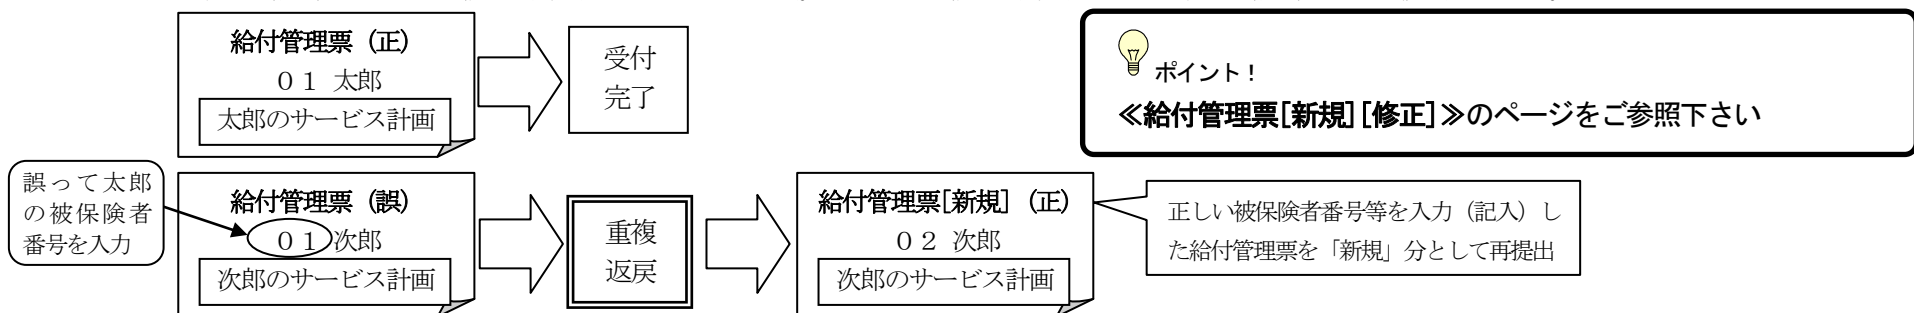 給付管理票（正）
０１ 太郎
太郎のサービス計画
受付
完了
ポイント！
≪給付管理票[新規][修正]≫のページをご参照下さい
誤って太郎
の被保険者
番号を入力
給付管理票（誤）
０１次郎
次郎のサービス計画
重複
返戻
給付管理票[新規]（正）
０２ 次郎
次郎のサービス計画
正しい被保険者番号等を入力（記入）し
た給付管理票を「新規」分として再提出